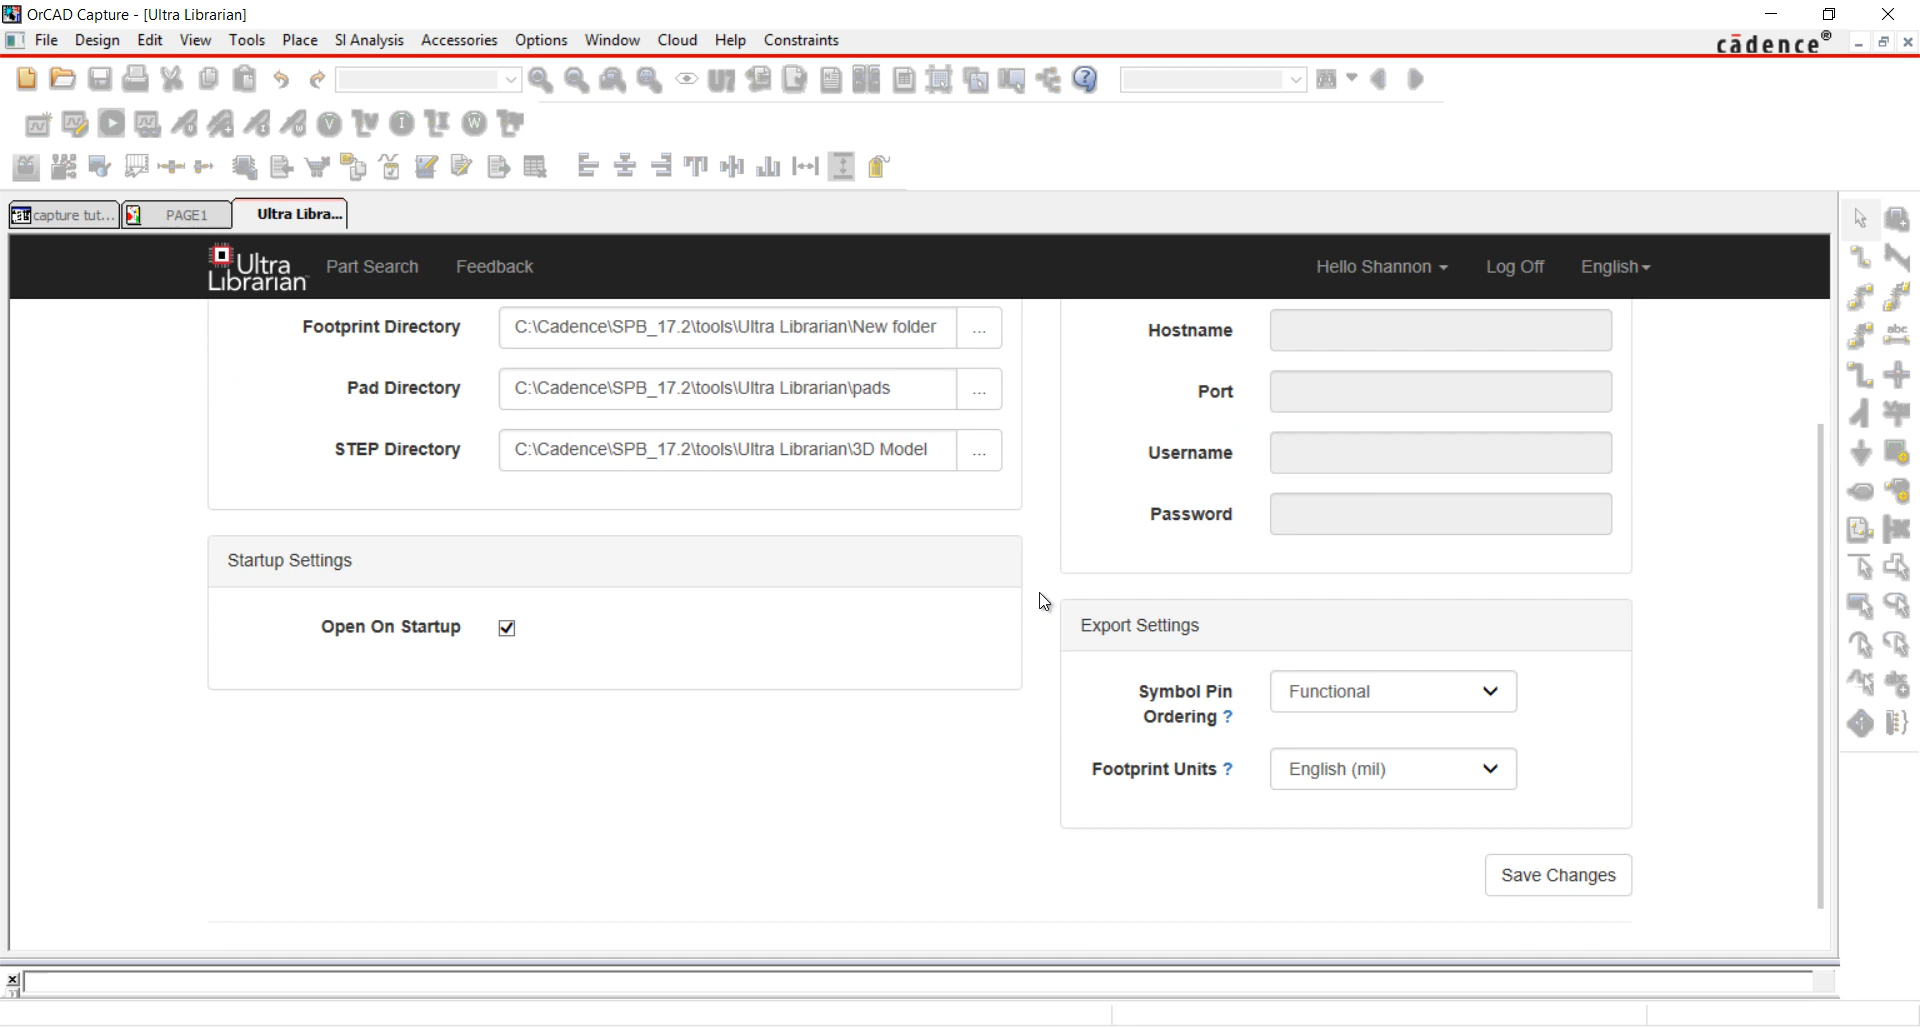 OrCAD Capture - [Ultra Librarian]
File Design Edit View Tools Place SI Analysis Accessories Options Window Cloud Help Constraints
cādence®
capture tut... PAGE1 Ultra Libra...
Ultra Librarian Part Search Feedback Hello Shannon Log Off English
Footprint Directory C:\Cadence\SPB_17.2\tools\Ultra Librarian\New folder ...
Pad Directory C:\Cadence\SPB_17.2\tools\Ultra Librarian\pads ...
STEP Directory C:\Cadence\SPB_17.2\tools\Ultra Librarian\3D Model ...
Startup Settings
Open On Startup
Hostname
Port
Username
Password
Export Settings
Symbol Pin Functional
Ordering ?
Footprint Units ? English (mil)
Save Changes